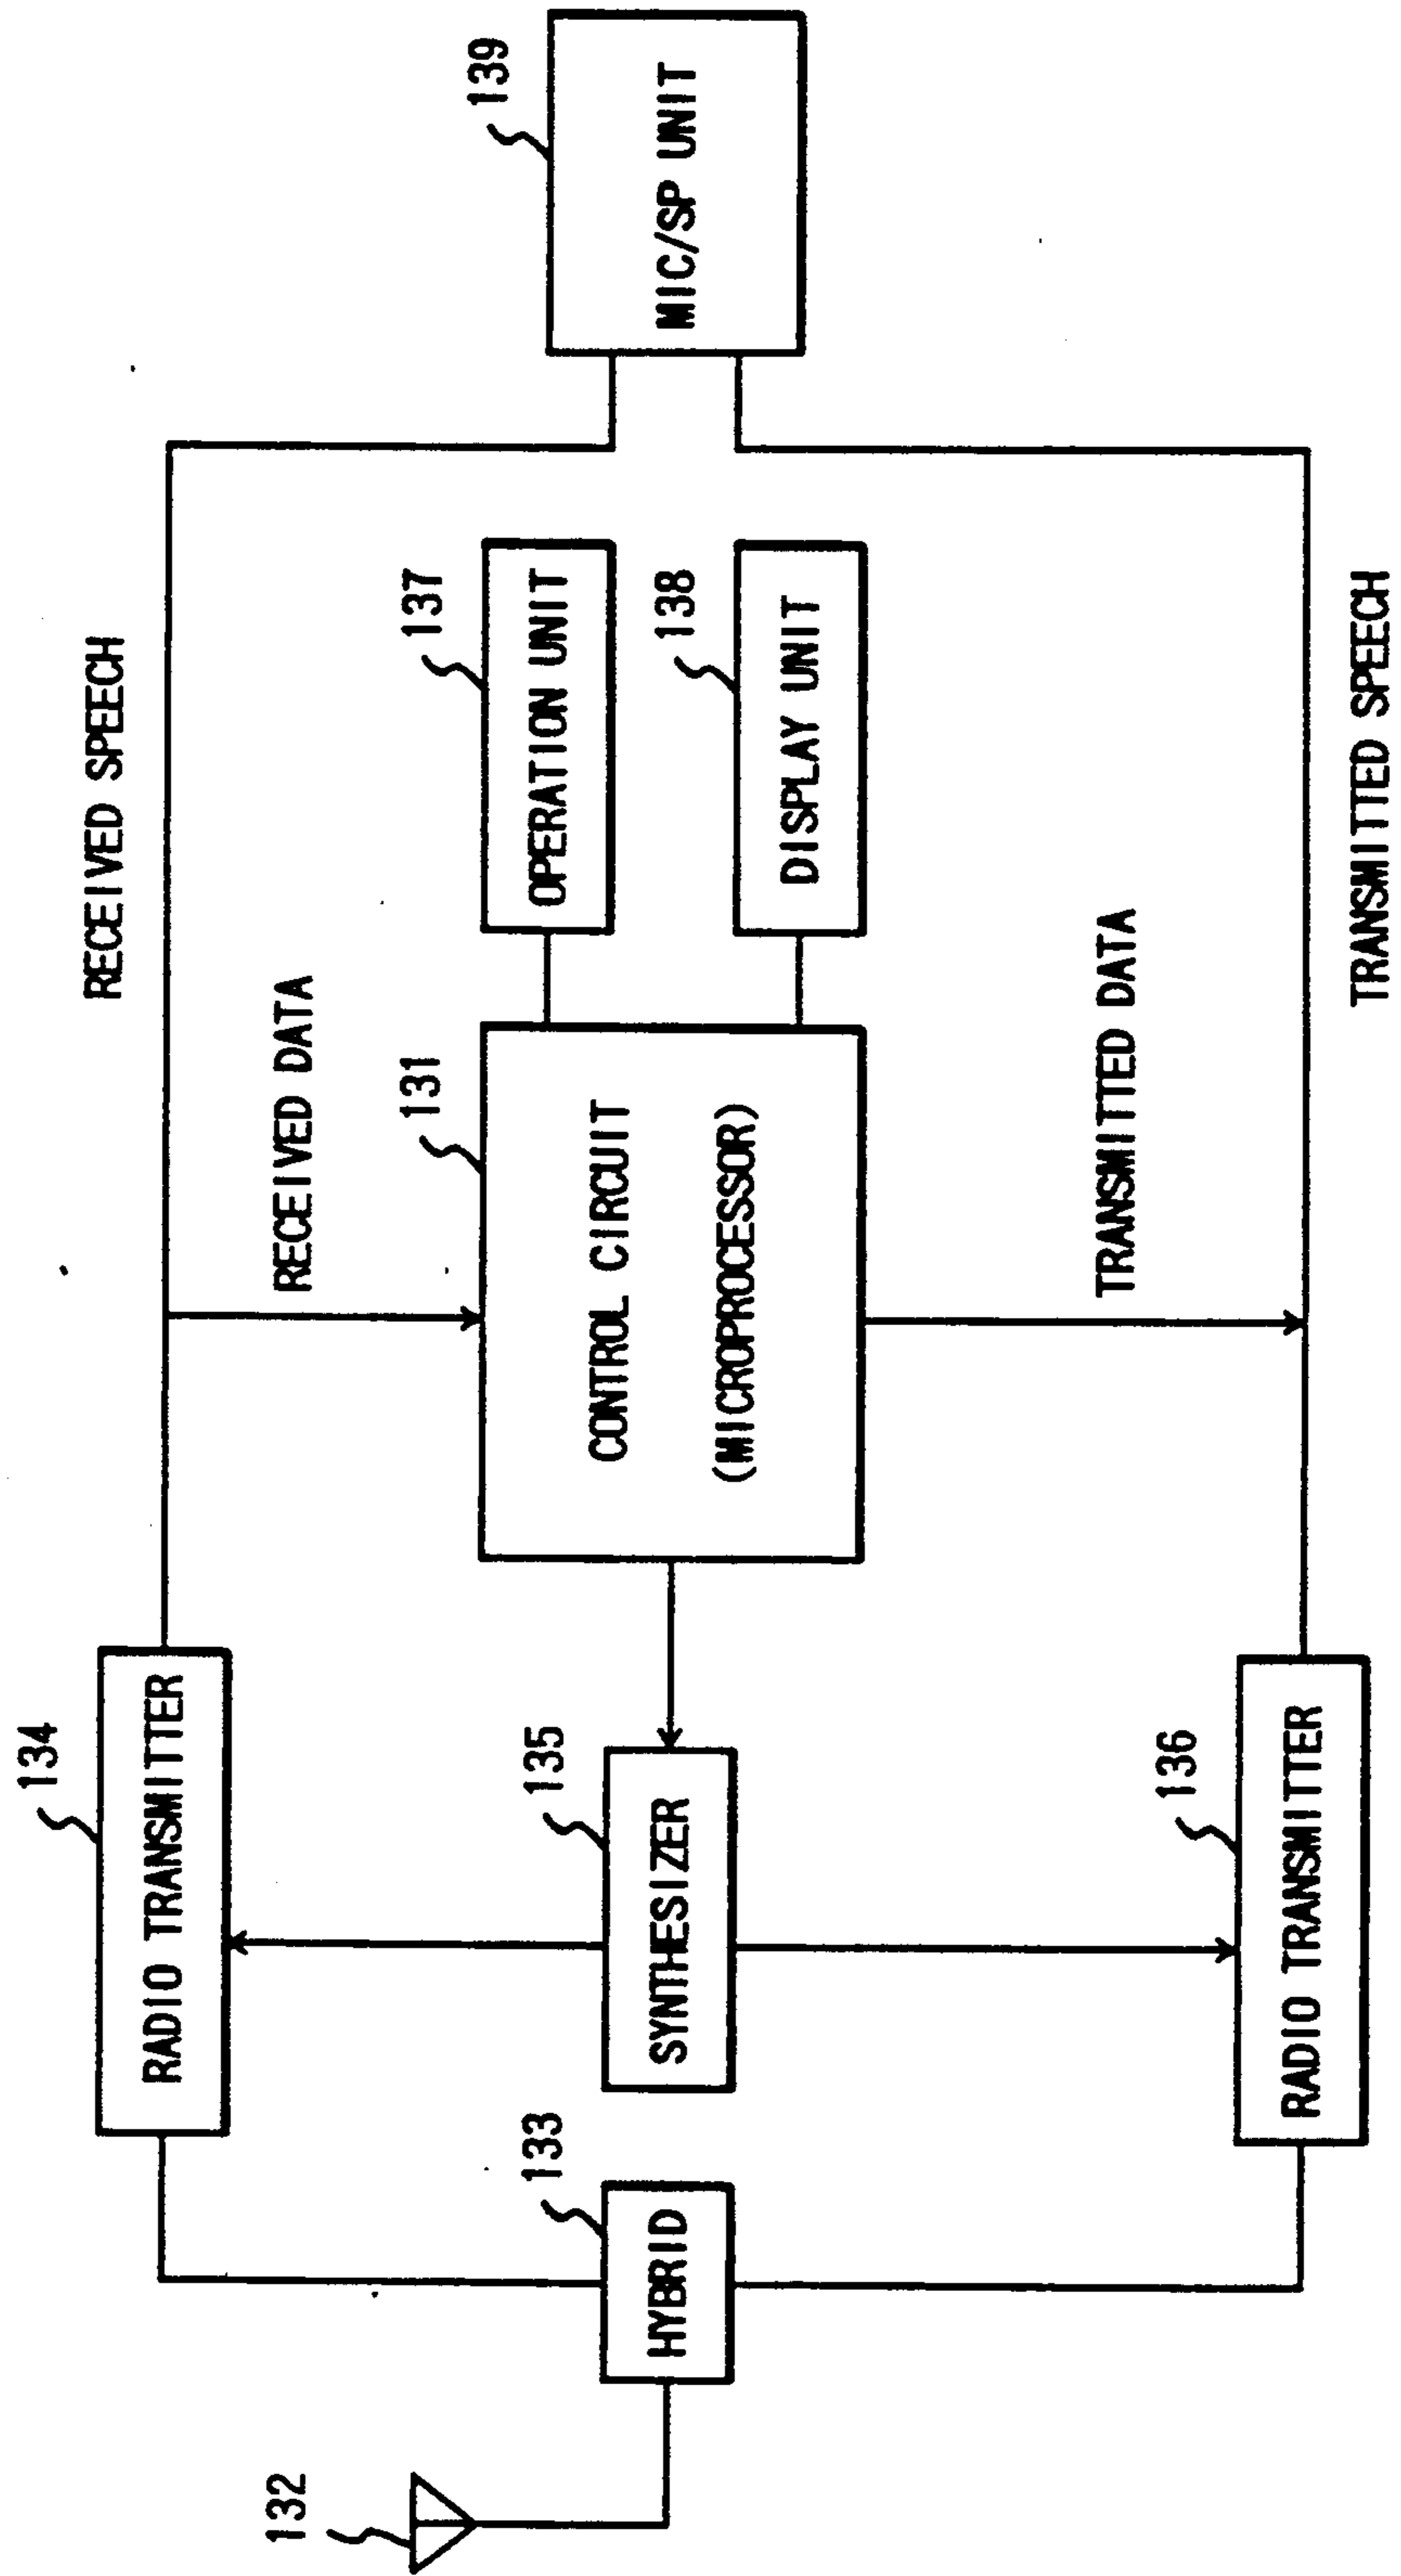 RECEIVED SPEECH
134
RADIO TRANSMITTER
RECEIVED DATA
132
133
HYBRID
135
SYNTHESIZER
131
CONTROL CIRCUIT
(MICROPROCESSOR)
137
OPERATION UNIT
138
DISPLAY UNIT
139
MIC/SP UNIT
136
RADIO TRANSMITTER
TRANSMITTED DATA
TRANSMITTED SPEECH